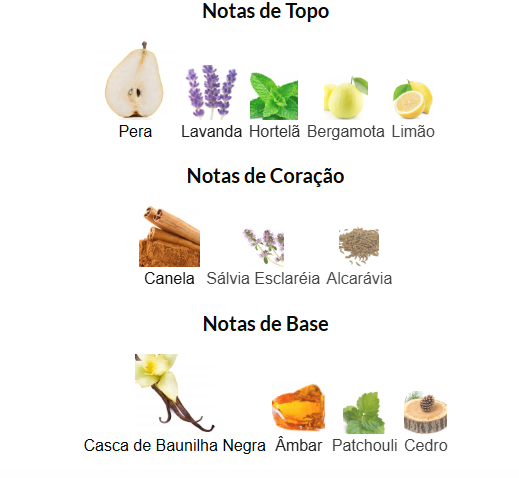 Notas de Topo
Pera Lavanda Hortelã Bergamota Limão
Notas de Coração
Canela Sálvia Esclaréia Alcarávia
Notas de Base
Casca de Baunilha Negra Âmbar Patchouli Cedro